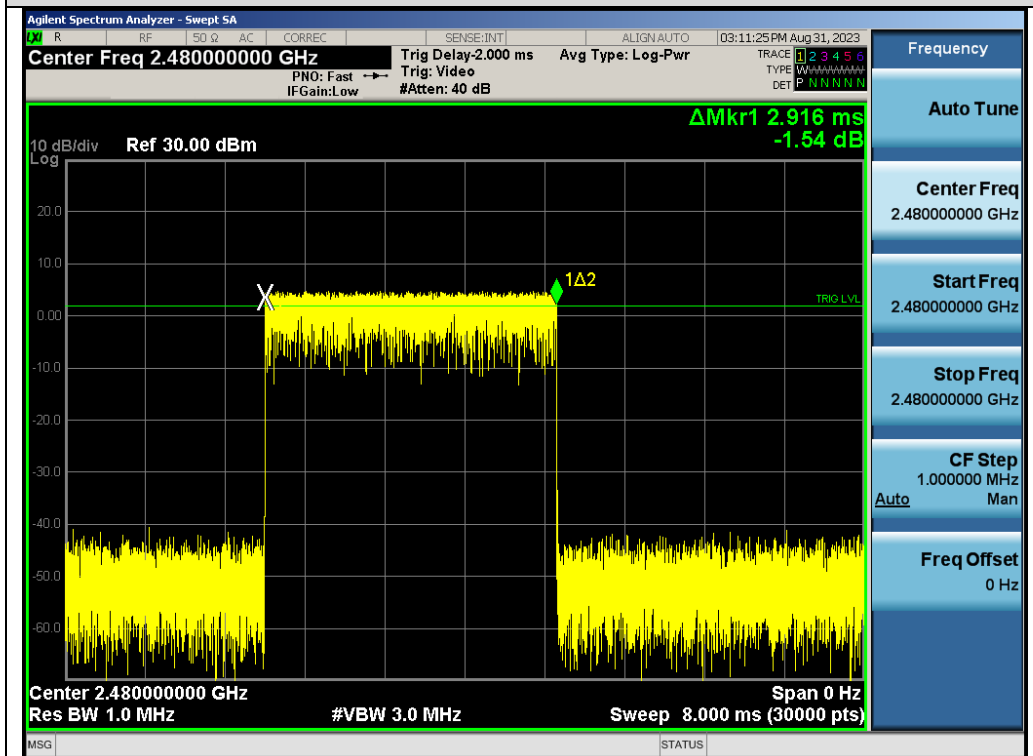 Agilent Spectrum Analyzer - Swept SA
LXI R RF 50 Ω AC CORREC SENSE:INT ALIGN AUTO 03:11:25 PM Aug 31, 2023
Center Freq 2.480000000 GHz
Trig Delay-2.000 ms Avg Type: Log-Pwr TRACE 1 2 3 4 5 6
PNO: Fast Trig: Video TYPE
IFGain:Low #Atten: 40 dB DET P N N N N N
ΔMkr1 2.916 ms
-1.54 dB
10 dB/div Ref 30.00 dBm
Log
20.0
10.0
1Δ2
TRIG LVL
0.00
-10.0
-20.0
-30.0
-40.0
-50.0
-60.0
Center 2.480000000 GHz Span 0 Hz
Res BW 1.0 MHz #VBW 3.0 MHz Sweep 8.000 ms (30000 pts)
MSG STATUS
Frequency
Auto Tune
Center Freq
2.480000000 GHz
Start Freq
2.480000000 GHz
Stop Freq
2.480000000 GHz
CF Step
1.000000 MHz
Auto Man
Freq Offset
0 Hz